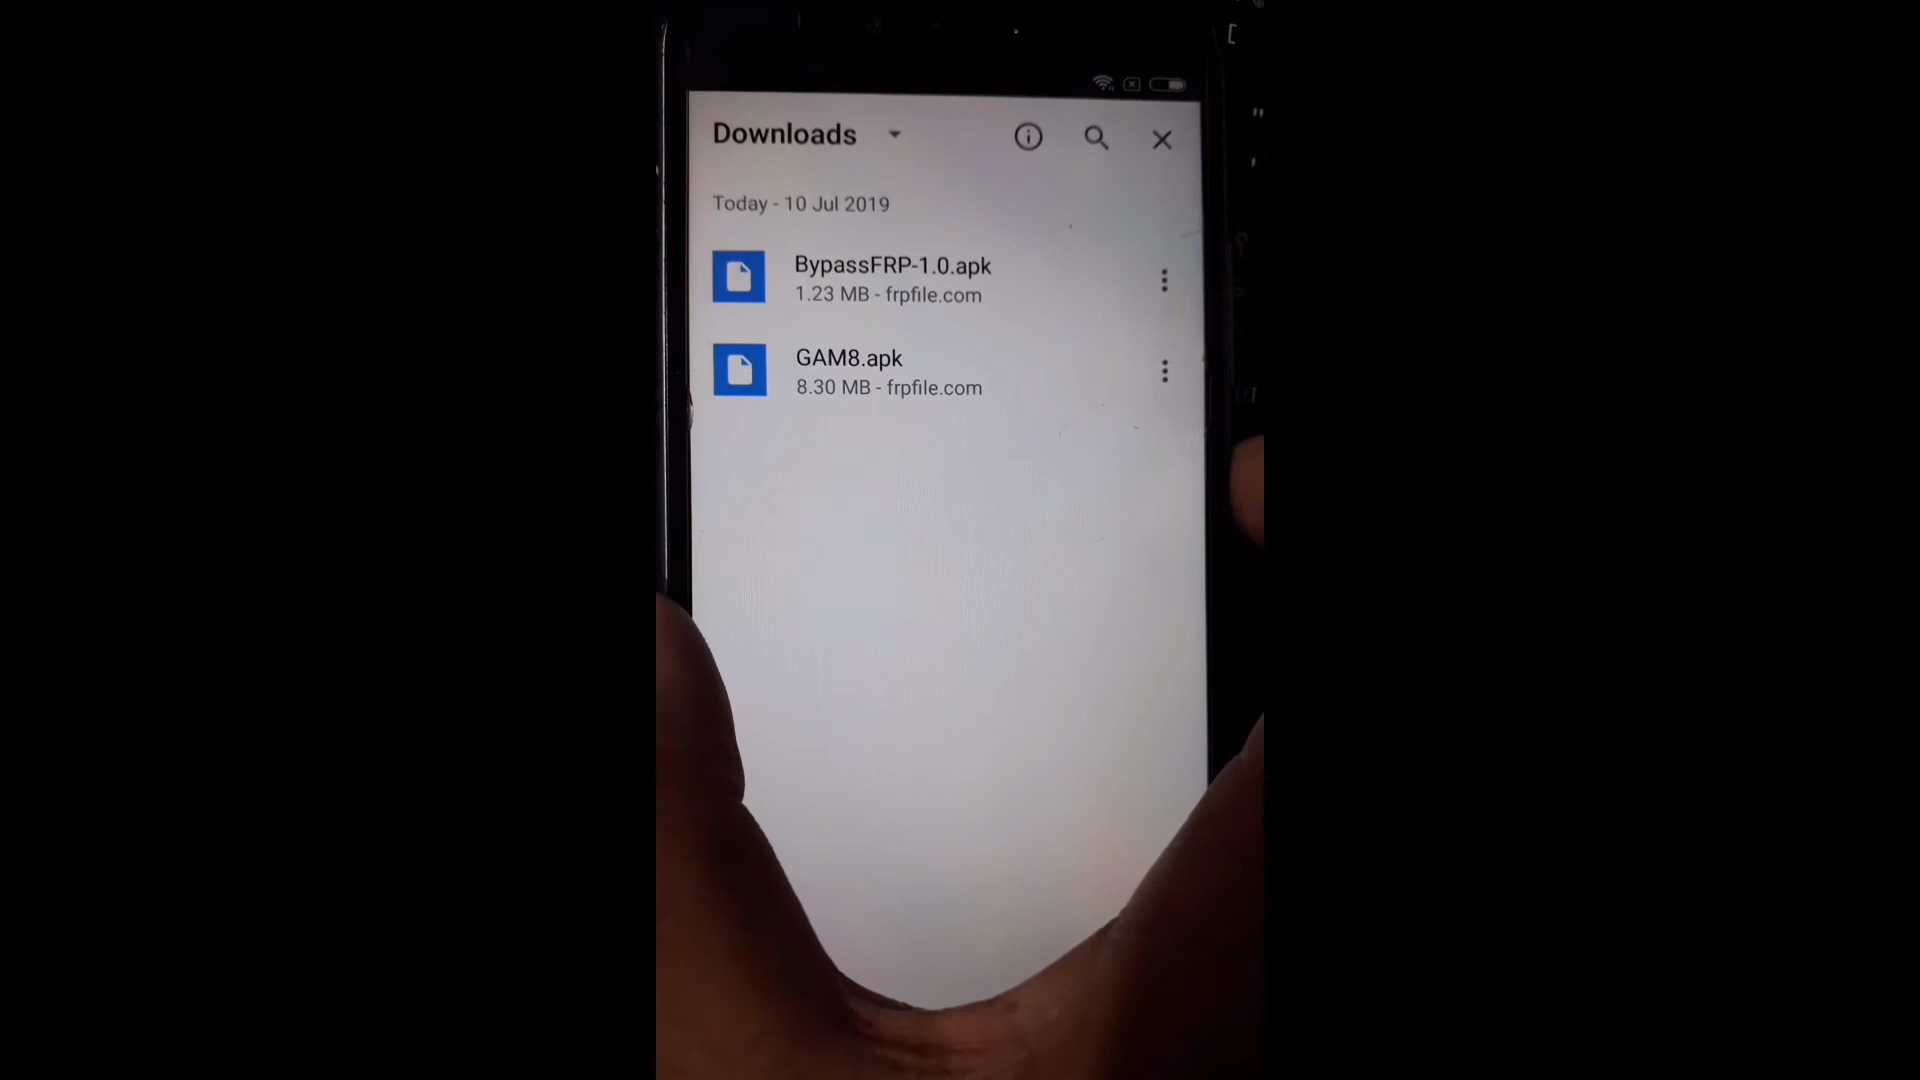 Downloads
Today - 10 Jul 2019
BypassFRP-1.0.apk
1.23 MB - frpfile.com
GAM8.apk
8.30 MB - frpfile.com